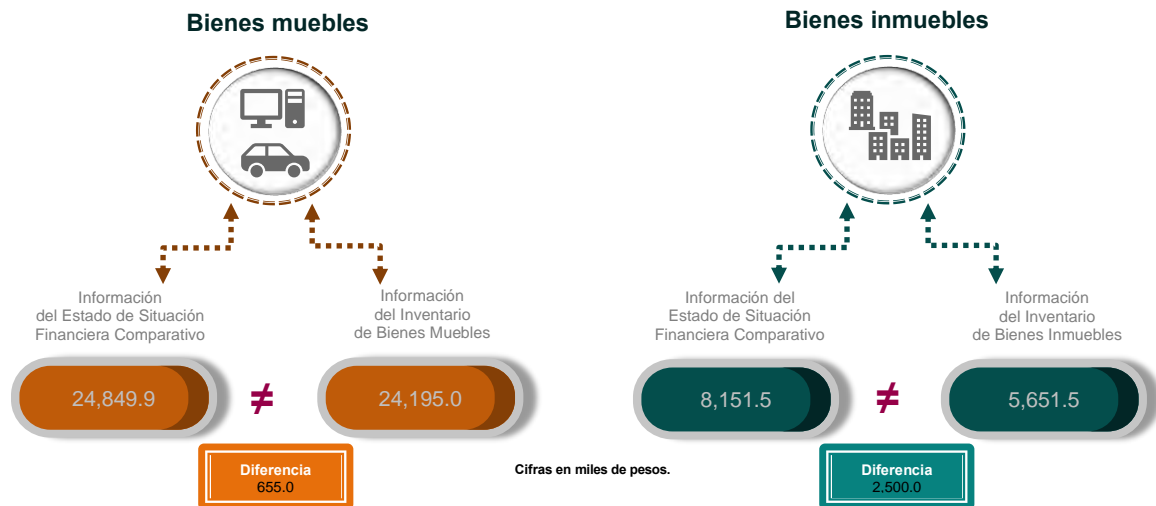 Bienes muebles
Información
del Estado de Situación
Financiera Comparativo
Información
del Inventario
de Bienes Muebles
24,849.9
≠
24,195.0
Diferencia
655.0
Cifras en miles de pesos.
Bienes inmuebles
Información del
Estado de Situación
Financiera Comparativo
Información
del Inventario
de Bienes Inmuebles
8,151.5
≠
5,651.5
Diferencia
2,500.0